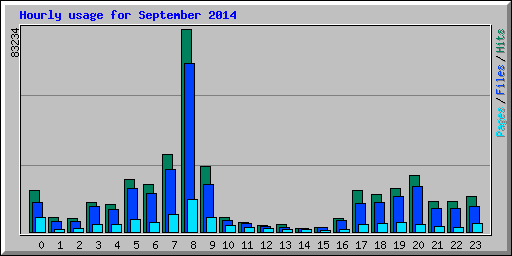 Hourly usage for September 2014
83234
Pages / Files / Hits
0 1 2 3 4 5 6 7 8 9 10 11 12 13 14 15 16 17 18 19 20 21 22 23